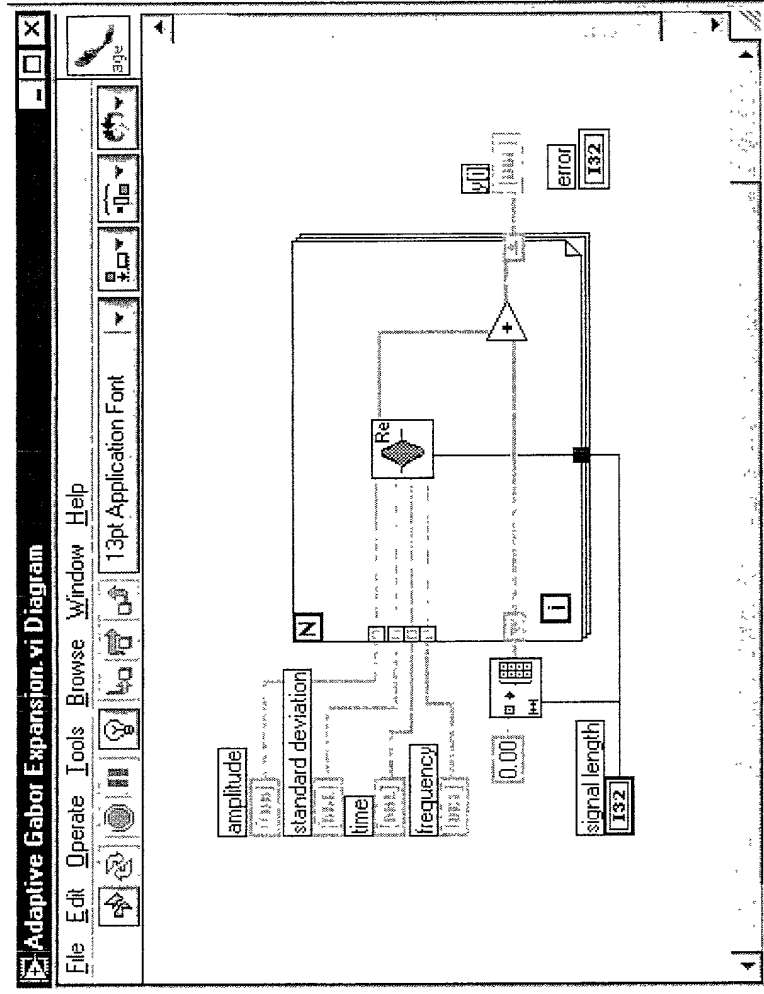 Adaptive Gabor Expansion.vi Diagram
File Edit Operate Tools Browse Window Help
13pt Application Font
age
amplitude
standard deviation
time
frequency
0.00
signal length
I32
N
i
Re
+
y[i]
error
I32